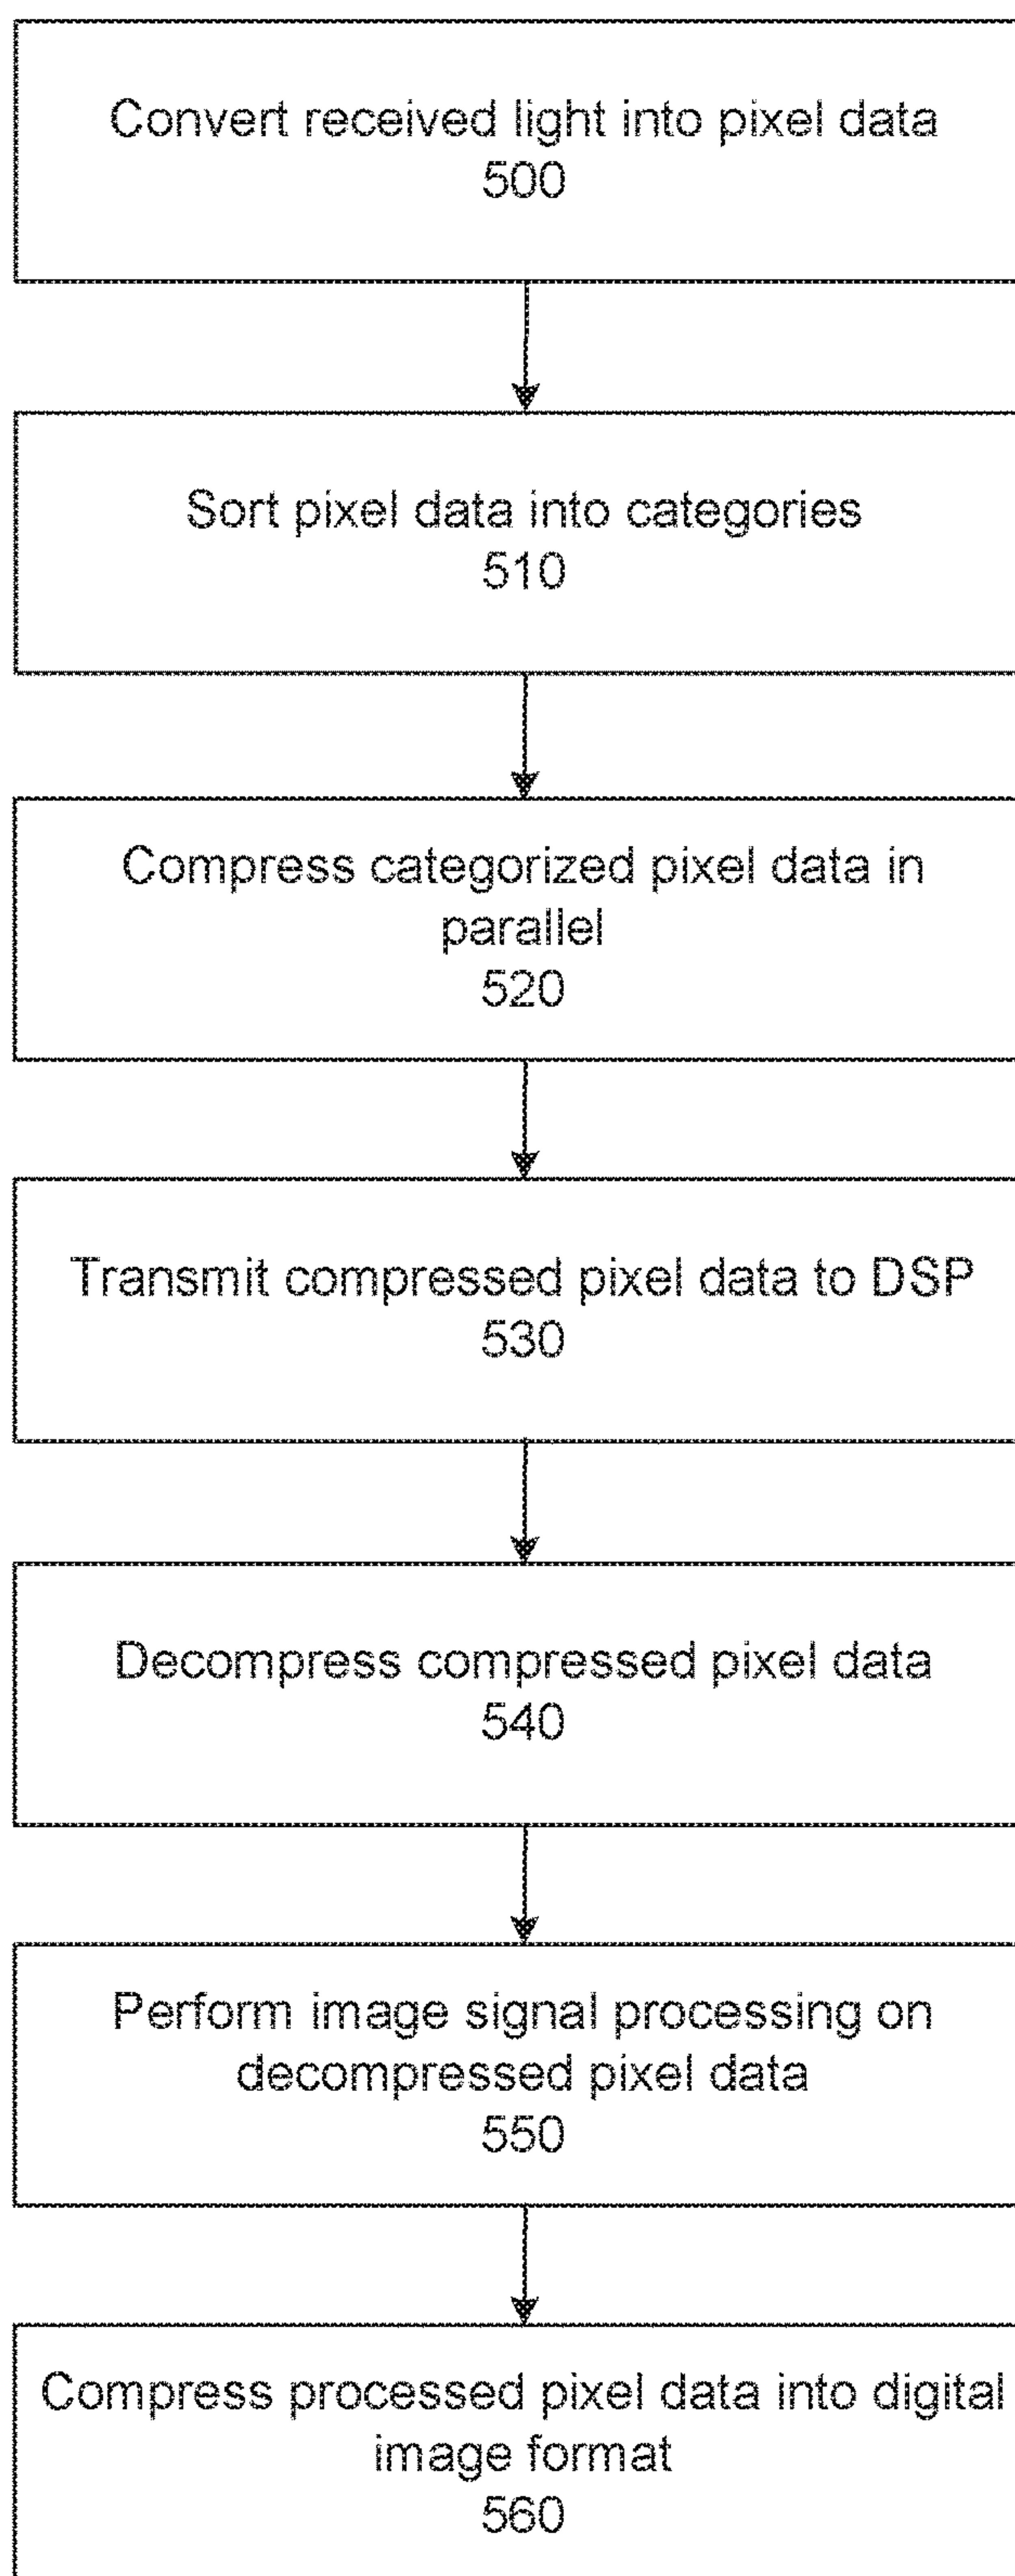 Convert received light into pixel data
500
Sort pixel data into categories
510
Compress categorized pixel data in
parallel
520
Transmit compressed pixel data to DSP
530
Decompress compressed pixel data
540
Perform image signal processing on
decompressed pixel data
550
Compress processed pixel data into digital
image format
560